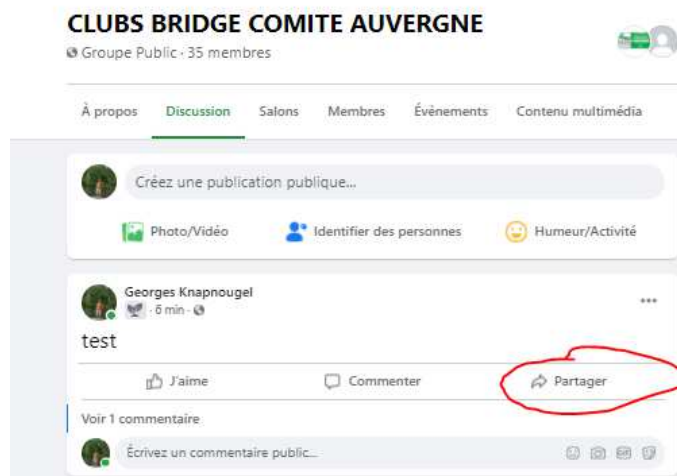 CLUBS BRIDGE COMITE AUVERGNE
Groupe Public · 35 membres
À propos Discussion Salons Membres Événements Contenu multimédia
Créez une publication publique...
Photo/Vidéo Identifier des personnes Humeur/Activité
Georges Knapnougel
· 6 min ·
test
J'aime Commenter Partager
Voir 1 commentaire
Écrivez un commentaire public...